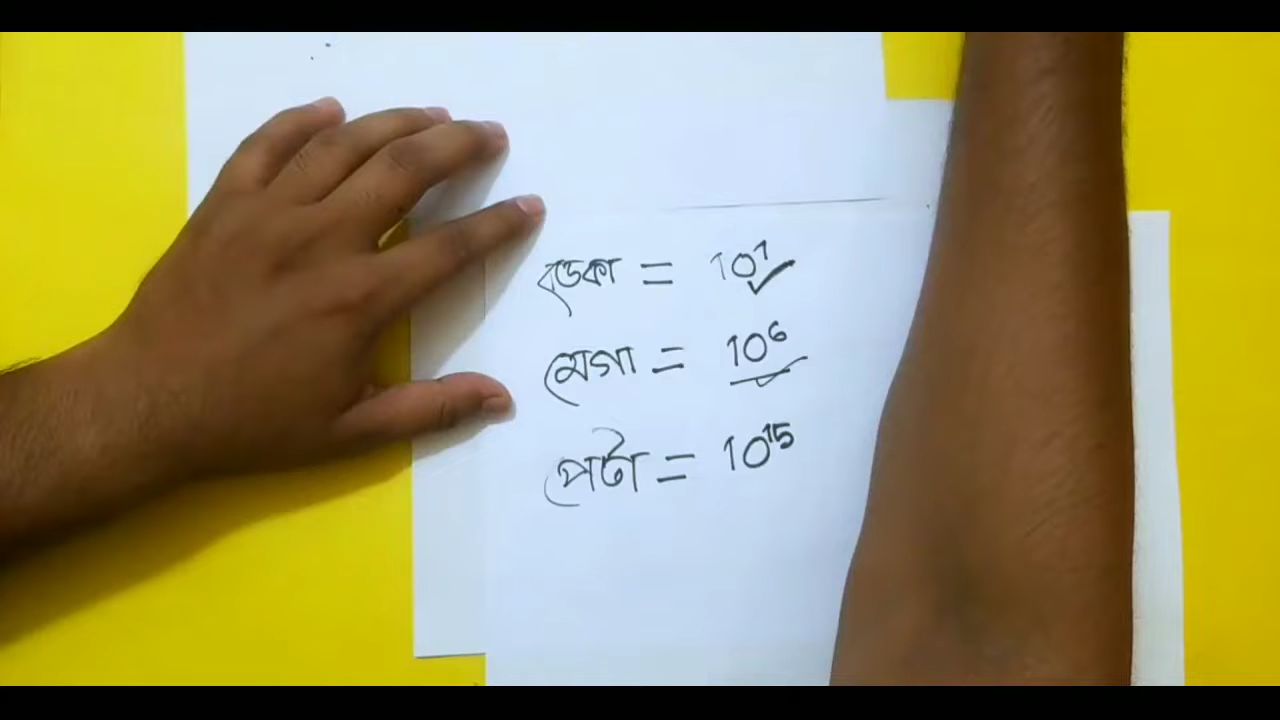 ডেকা = 10¹
মেগা = 10⁶
পেটা = 10¹⁵